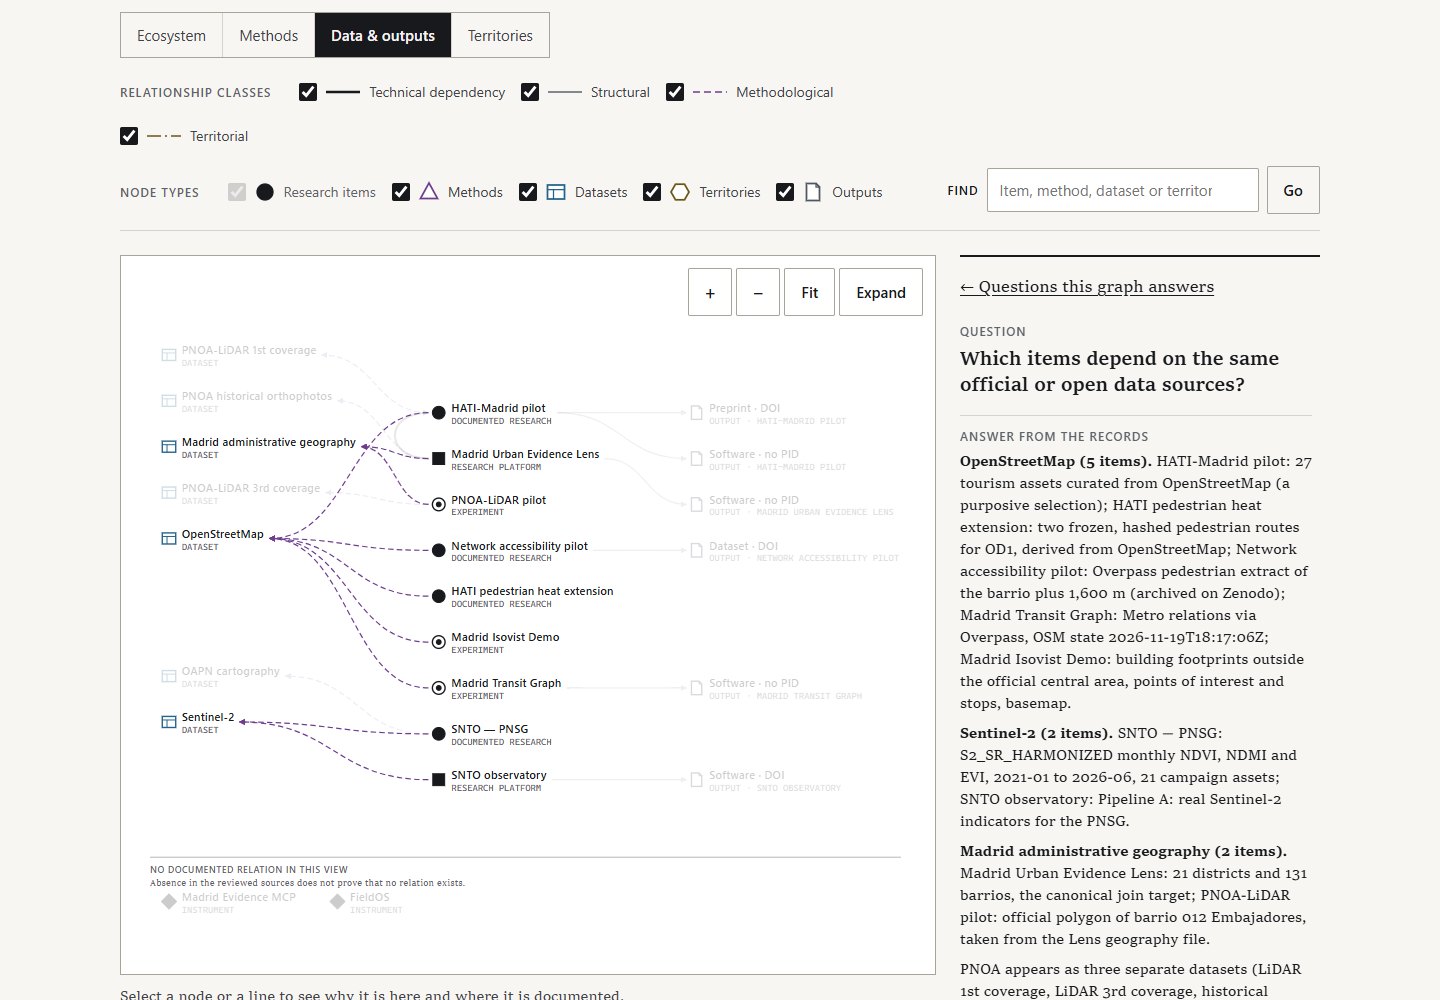 Ecosystem
Methods
Data & outputs
Territories
RELATIONSHIP CLASSES
Technical dependency
Structural
Methodological
Territorial
NODE TYPES
Research items
Methods
Datasets
Territories
Outputs
FIND
Item, method, dataset or territor
Go
+
−
Fit
Expand
PNOA-LiDAR 1st coverage
DATASET
PNOA historical orthophotos
DATASET
Madrid administrative geography
DATASET
PNOA-LiDAR 3rd coverage
DATASET
OpenStreetMap
DATASET
OAPN cartography
DATASET
Sentinel-2
DATASET
HATI-Madrid pilot
DOCUMENTED RESEARCH
Madrid Urban Evidence Lens
RESEARCH PLATFORM
PNOA-LiDAR pilot
EXPERIMENT
Network accessibility pilot
DOCUMENTED RESEARCH
HATI pedestrian heat extension
DOCUMENTED RESEARCH
Madrid Isovist Demo
EXPERIMENT
Madrid Transit Graph
EXPERIMENT
SNTO — PNSG
DOCUMENTED RESEARCH
SNTO observatory
RESEARCH PLATFORM
Preprint · DOI
OUTPUT · HATI-MADRID PILOT
Software · no PID
OUTPUT · HATI-MADRID PILOT
Software · no PID
OUTPUT · MADRID URBAN EVIDENCE LENS
Dataset · DOI
OUTPUT · NETWORK ACCESSIBILITY PILOT
Software · no PID
OUTPUT · MADRID TRANSIT GRAPH
Software · DOI
OUTPUT · SNTO OBSERVATORY
NO DOCUMENTED RELATION IN THIS VIEW
Absence in the reviewed sources does not prove that no relation exists.
Madrid Evidence MCP
INSTRUMENT
FieldOS
INSTRUMENT
Select a node or a line to see why it is here and where it is documented.
← Questions this graph answers
QUESTION
Which items depend on the same
official or open data sources?
ANSWER FROM THE RECORDS
OpenStreetMap (5 items). HATI-Madrid pilot: 27
tourism assets curated from OpenStreetMap (a
purposive selection); HATI pedestrian heat
extension: two frozen, hashed pedestrian routes
for OD1, derived from OpenStreetMap; Network
accessibility pilot: Overpass pedestrian extract of
the barrio plus 1,600 m (archived on Zenodo);
Madrid Transit Graph: Metro relations via
Overpass, OSM state 2026-11-19T18:17:06Z;
Madrid Isovist Demo: building footprints outside
the official central area, points of interest and
stops, basemap.
Sentinel-2 (2 items). SNTO — PNSG:
S2_SR_HARMONIZED monthly NDVI, NDMI and
EVI, 2021-01 to 2026-06, 21 campaign assets;
SNTO observatory: Pipeline A: real Sentinel-2
indicators for the PNSG.
Madrid administrative geography (2 items).
Madrid Urban Evidence Lens: 21 districts and 131
barrios, the canonical join target; PNOA-LiDAR
pilot: official polygon of barrio 012 Embajadores,
taken from the Lens geography file.
PNOA appears as three separate datasets (LiDAR
1st coverage, LiDAR 3rd coverage, historical